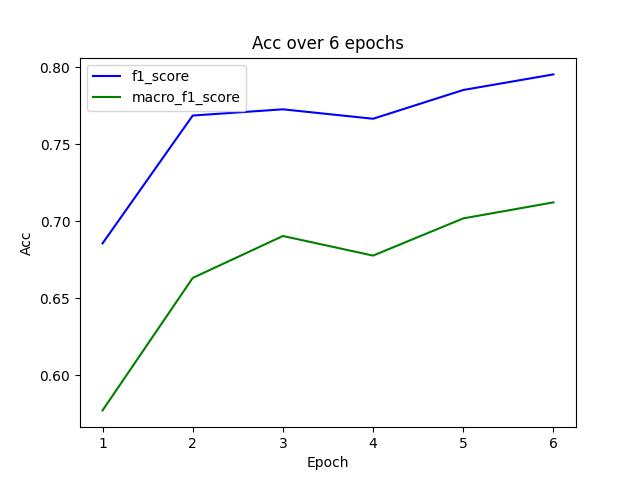 Acc over 6 epochs
f1_score
macro_f1_score
0.80
0.75
0.70
0.65
0.60
Acc
1 2 3 4 5 6
Epoch